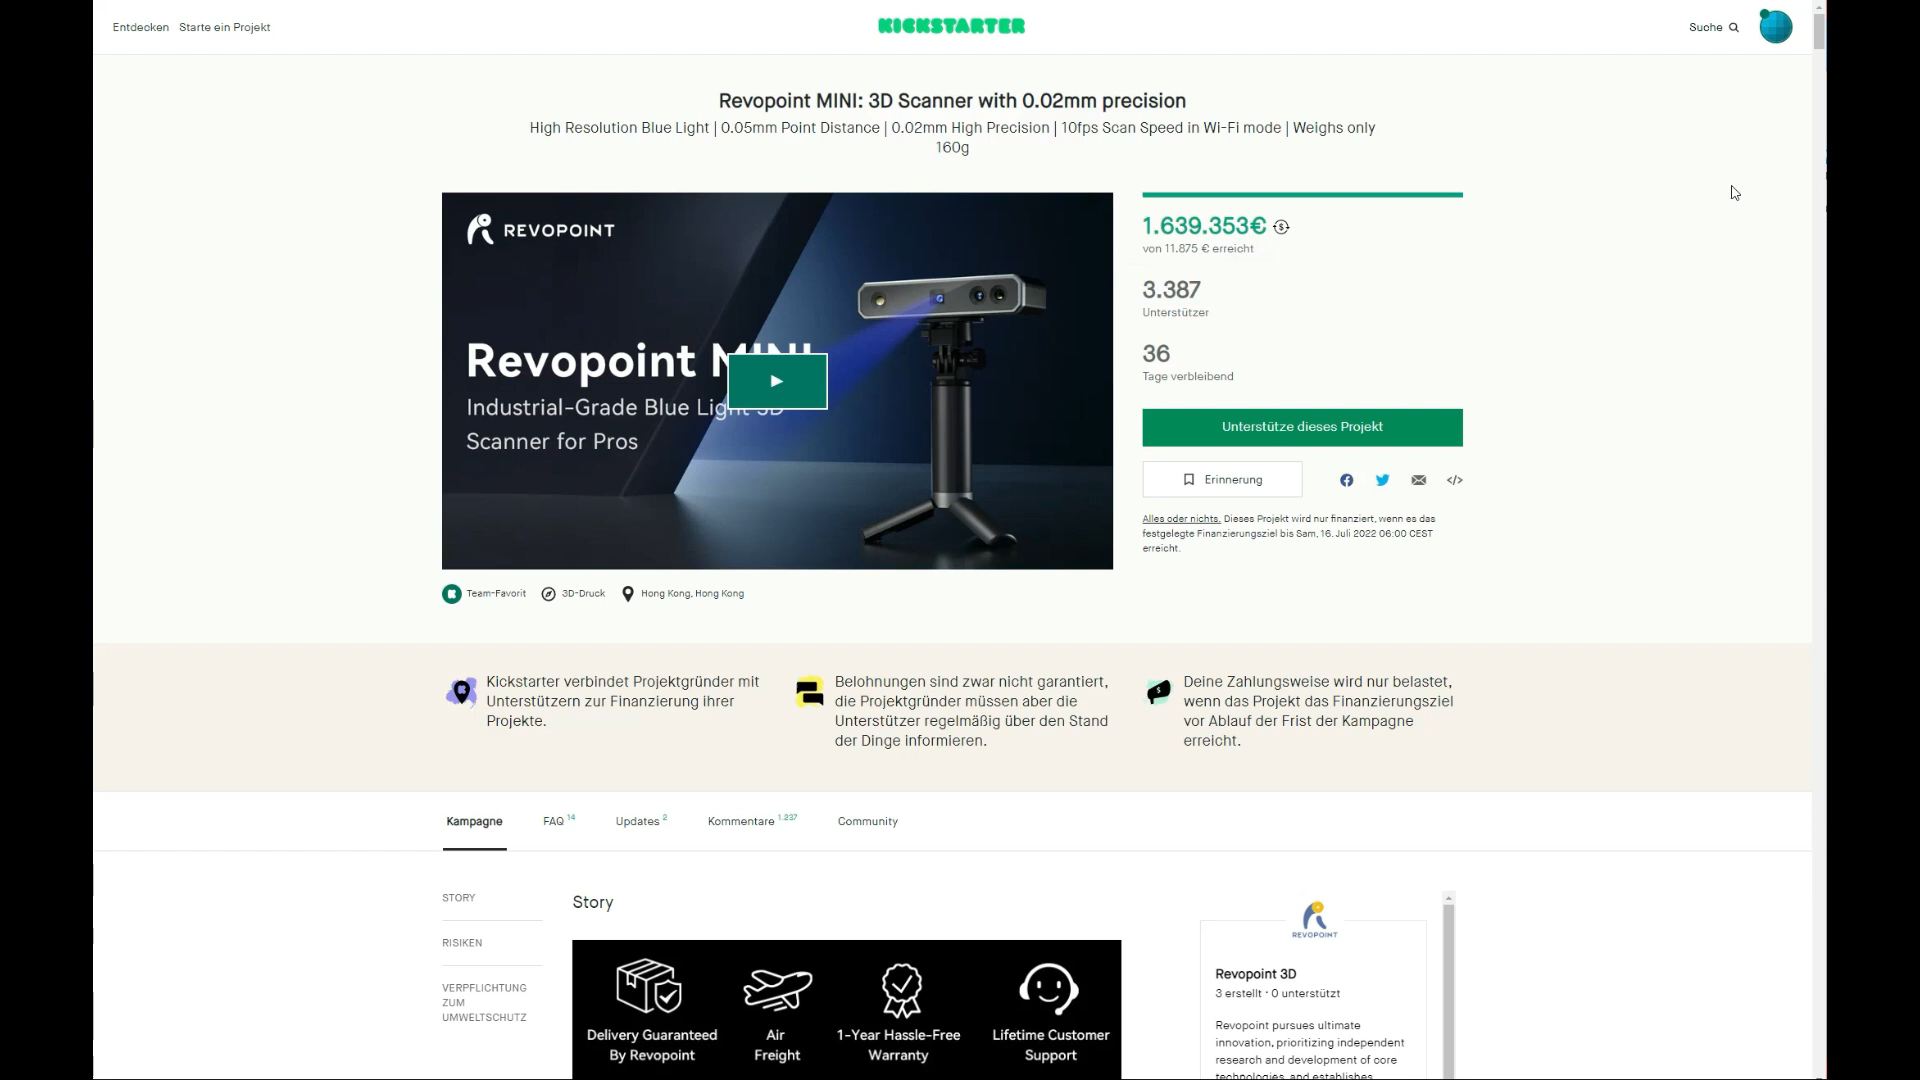 Entdecken Starte ein Projekt
KICKSTARTER
Suche
Revopoint MINI: 3D Scanner with 0.02mm precision
High Resolution Blue Light | 0.05mm Point Distance | 0.02mm High Precision | 10fps Scan Speed in Wi-Fi mode | Weighs only
160g
REVOPOINT
Revopoint MINI
Industrial-Grade Blue Light 3D
Scanner for Pros
1.639.353€
von 11.875 € erreicht
3.387
Unterstützer
36
Tage verbleibend
Unterstütze dieses Projekt
Erinnerung
Alles oder nichts. Dieses Projekt wird nur finanziert, wenn es das
festgelegte Finanzierungsziel bis Sam, 16. Juli 2022 06:00 CEST
erreicht.
Team-Favorit 3D-Druck Hong Kong, Hong Kong
Kickstarter verbindet Projektgründer mit
Unterstützern zur Finanzierung ihrer
Projekte.
Belohnungen sind zwar nicht garantiert,
die Projektgründer müssen aber die
Unterstützer regelmäßig über den Stand
der Dinge informieren.
Deine Zahlungsweise wird nur belastet,
wenn das Projekt das Finanzierungsziel
vor Ablauf der Frist der Kampagne
erreicht.
Kampagne FAQ 14 Updates 2 Kommentare 1.237 Community
STORY
RISIKEN
VERPFLICHTUNG
ZUM
UMWELTSCHUTZ
Story
Delivery Guaranteed
By Revopoint
Air
Freight
1-Year Hassle-Free
Warranty
Lifetime Customer
Support
REVOPOINT
Revopoint 3D
3 erstellt · 0 unterstützt
Revopoint pursues ultimate
innovation, prioritizing independent
research and development of core
technologies, and establishes